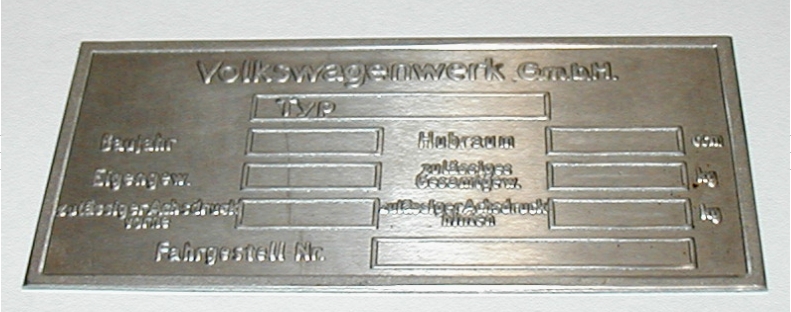 Volkswagenwerk G.m.b.H.
Typ
Baujahr Hubraum ccm
Eigengew. zulässiges Gesamtgew. kg
zulässiger Achsdruck vorne zulässiger Achsdruck hinten kg
Fahrgestell-Nr.